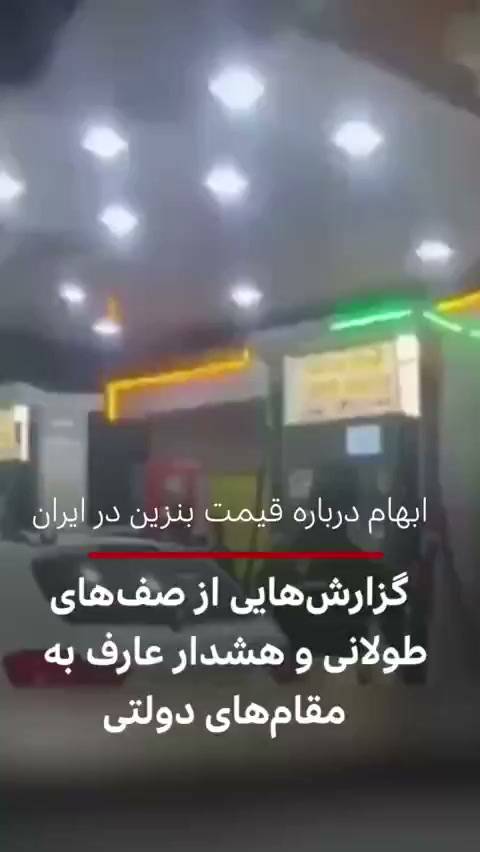 ابهام درباره قیمت بنزین در ایران
گزارش‌هایی از صف‌های
طولانی و هشدار عارف به
مقام‌های دولتی